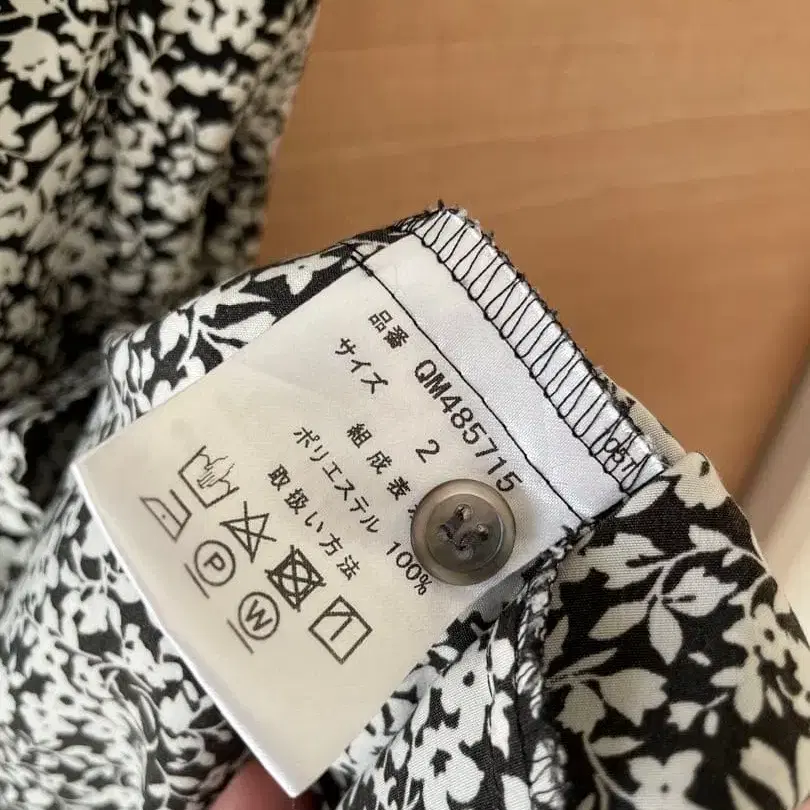 品番 QM485715
サイズ 2
組成表
ポリエステル 100%
取扱い方法
P
W